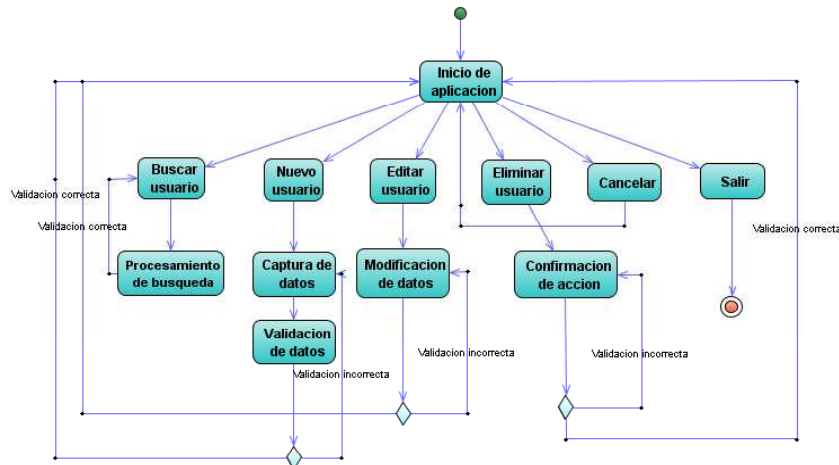 Inicio de
aplicacion
Buscar
usuario
Nuevo
usuario
Editar
usuario
Eliminar
usuario
Cancelar
Salir
Validacion correcta
Validacion correcta
Validacion correcta
Procesamiento
de busqueda
Captura de
datos
Modificacion
de datos
Confirmacion
de accion
Validacion
de datos
Validacion incorrecta
Validacion incorrecta
Validacion incorrecta